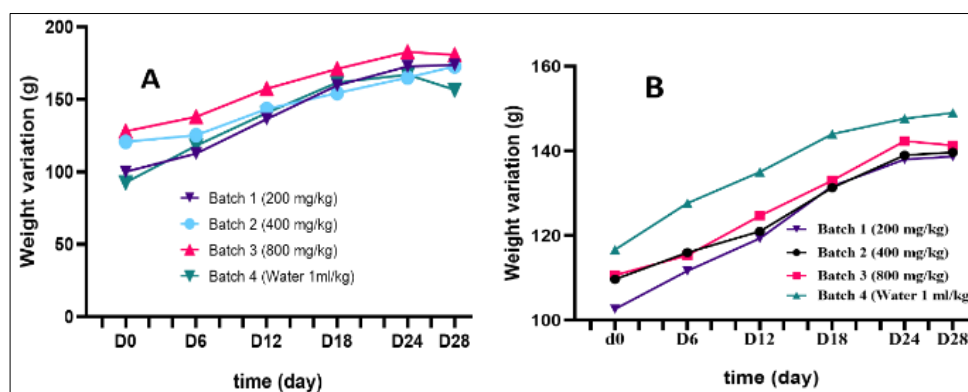 A
Weight variation (g)
200
150
100
50
0
Batch 1 (200 mg/kg)
Batch 2 (400 mg/kg)
Batch 3 (800 mg/kg)
Batch 4 (Water 1ml/kg)
D0 D6 D12 D18 D24 D28
time (day)
B
Weight variation (g)
160
140
120
100
Batch 1 (200 mg/kg)
Batch 2 (400 mg/kg)
Batch 3 (800 mg/kg)
Batch 4 (Water 1 ml/kg)
d0 D6 D12 D18 D24 D28
time (day)